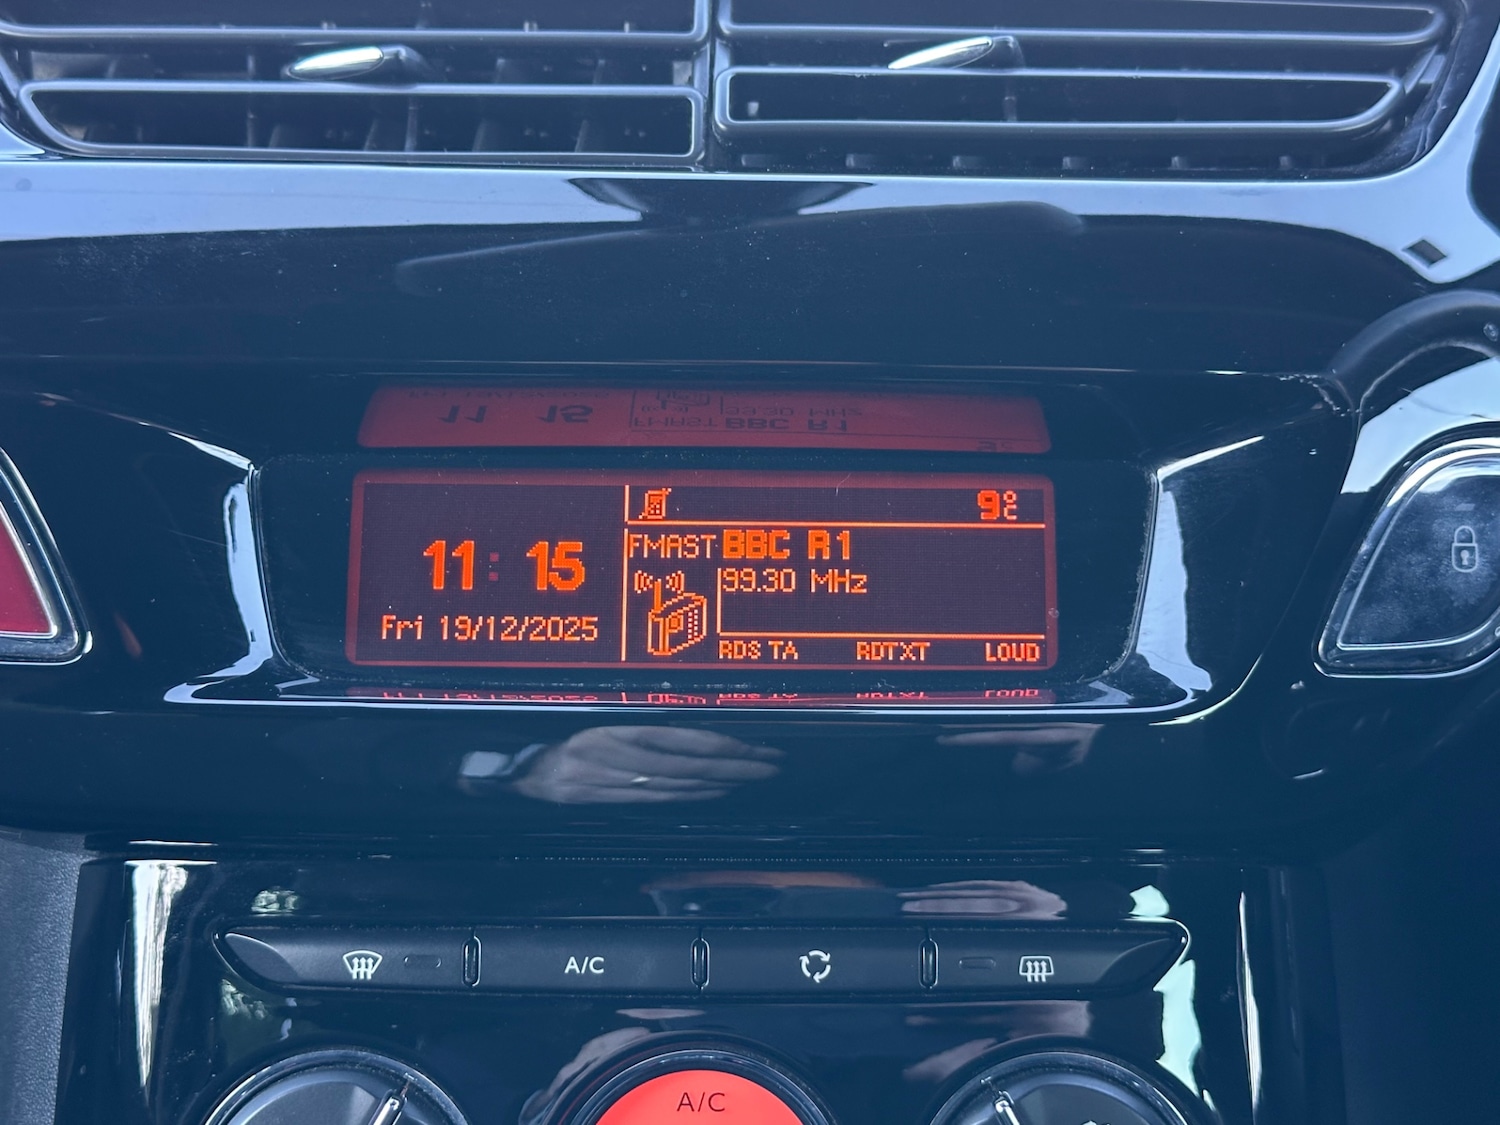 11:15
Fri 19/12/2025
9°C
FMAST BBC R1
99.30 MHz
RDS TA RDTXT LOUD
A/C
A/C